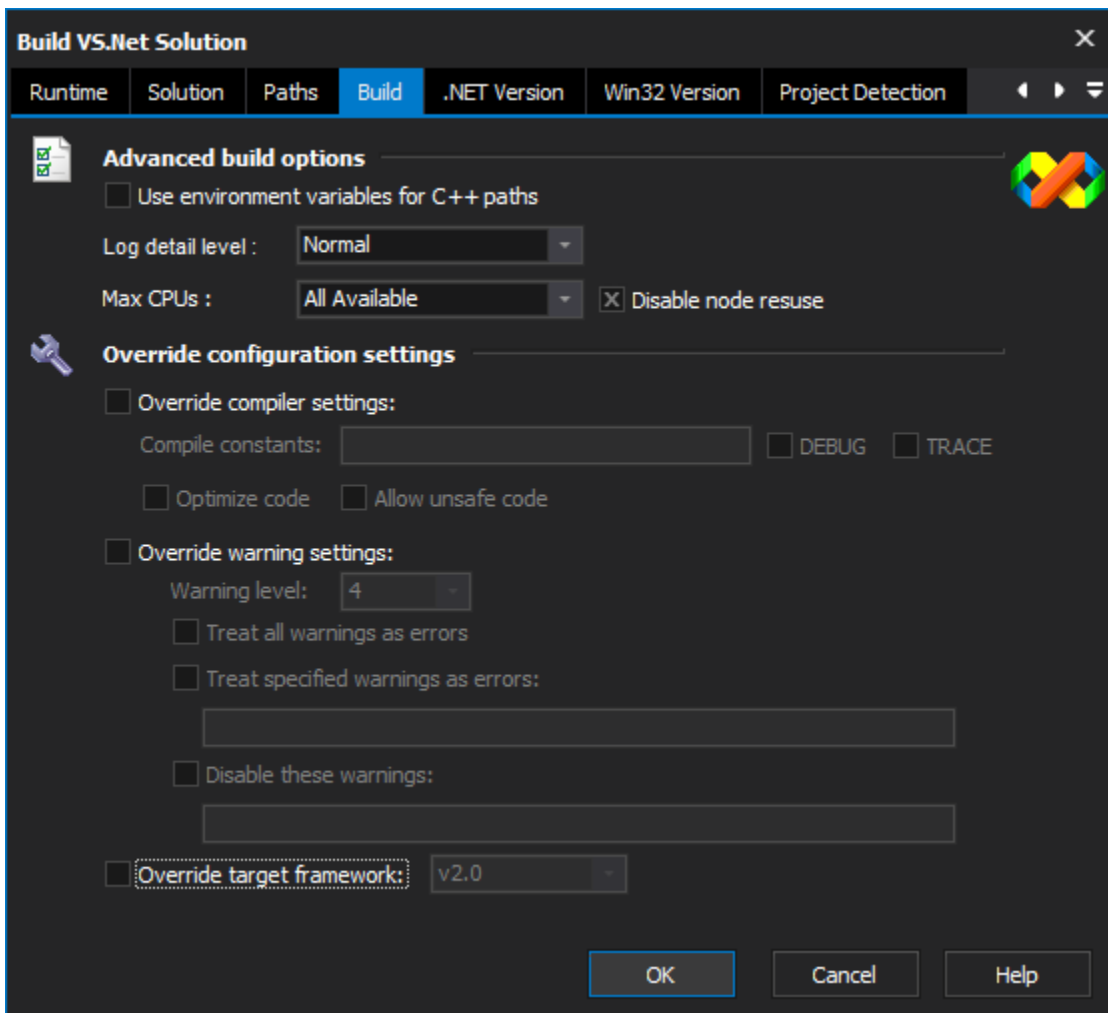 Build VS.Net Solution
Runtime Solution Paths Build .NET Version Win32 Version Project Detection
Advanced build options
Use environment variables for C++ paths
Log detail level : Normal
Max CPUs : All Available Disable node resuse
Override configuration settings
Override compiler settings:
Compile constants: DEBUG TRACE
Optimize code Allow unsafe code
Override warning settings:
Warning level: 4
Treat all warnings as errors
Treat specified warnings as errors:
Disable these warnings:
Override target framework: v2.0
OK Cancel Help